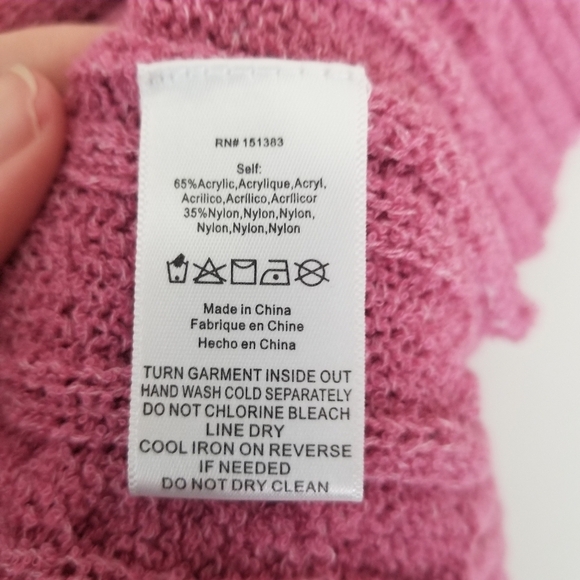 RN# 151383
Self:
65%Acrylic,Acrylique,Acryl,
Acrilico,Acrílico,Acrílicor
35%Nylon,Nylon,Nylon,
Nylon,Nylon,Nylon
Made in China
Fabrique en Chine
Hecho en China
TURN GARMENT INSIDE OUT
HAND WASH COLD SEPARATELY
DO NOT CHLORINE BLEACH
LINE DRY
COOL IRON ON REVERSE
IF NEEDED
DO NOT DRY CLEAN